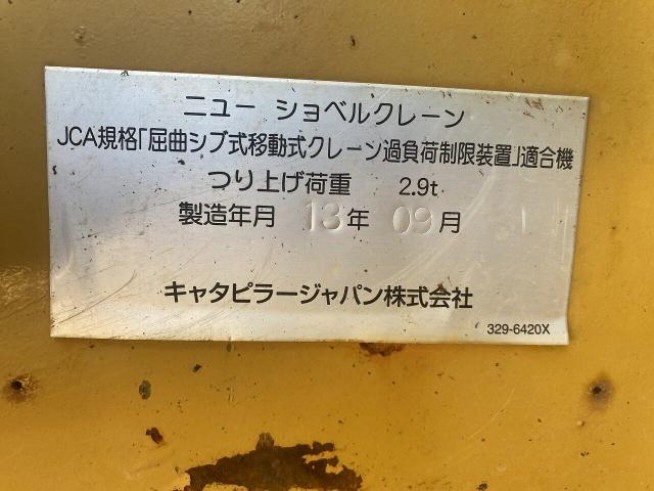 ニュー ショベルクレーン
JCA規格「屈曲ジブ式移動式クレーン過負荷制限装置」適合機
つり上げ荷重 2.9t
製造年月 13年 09月
キャタピラージャパン株式会社
329-6420X